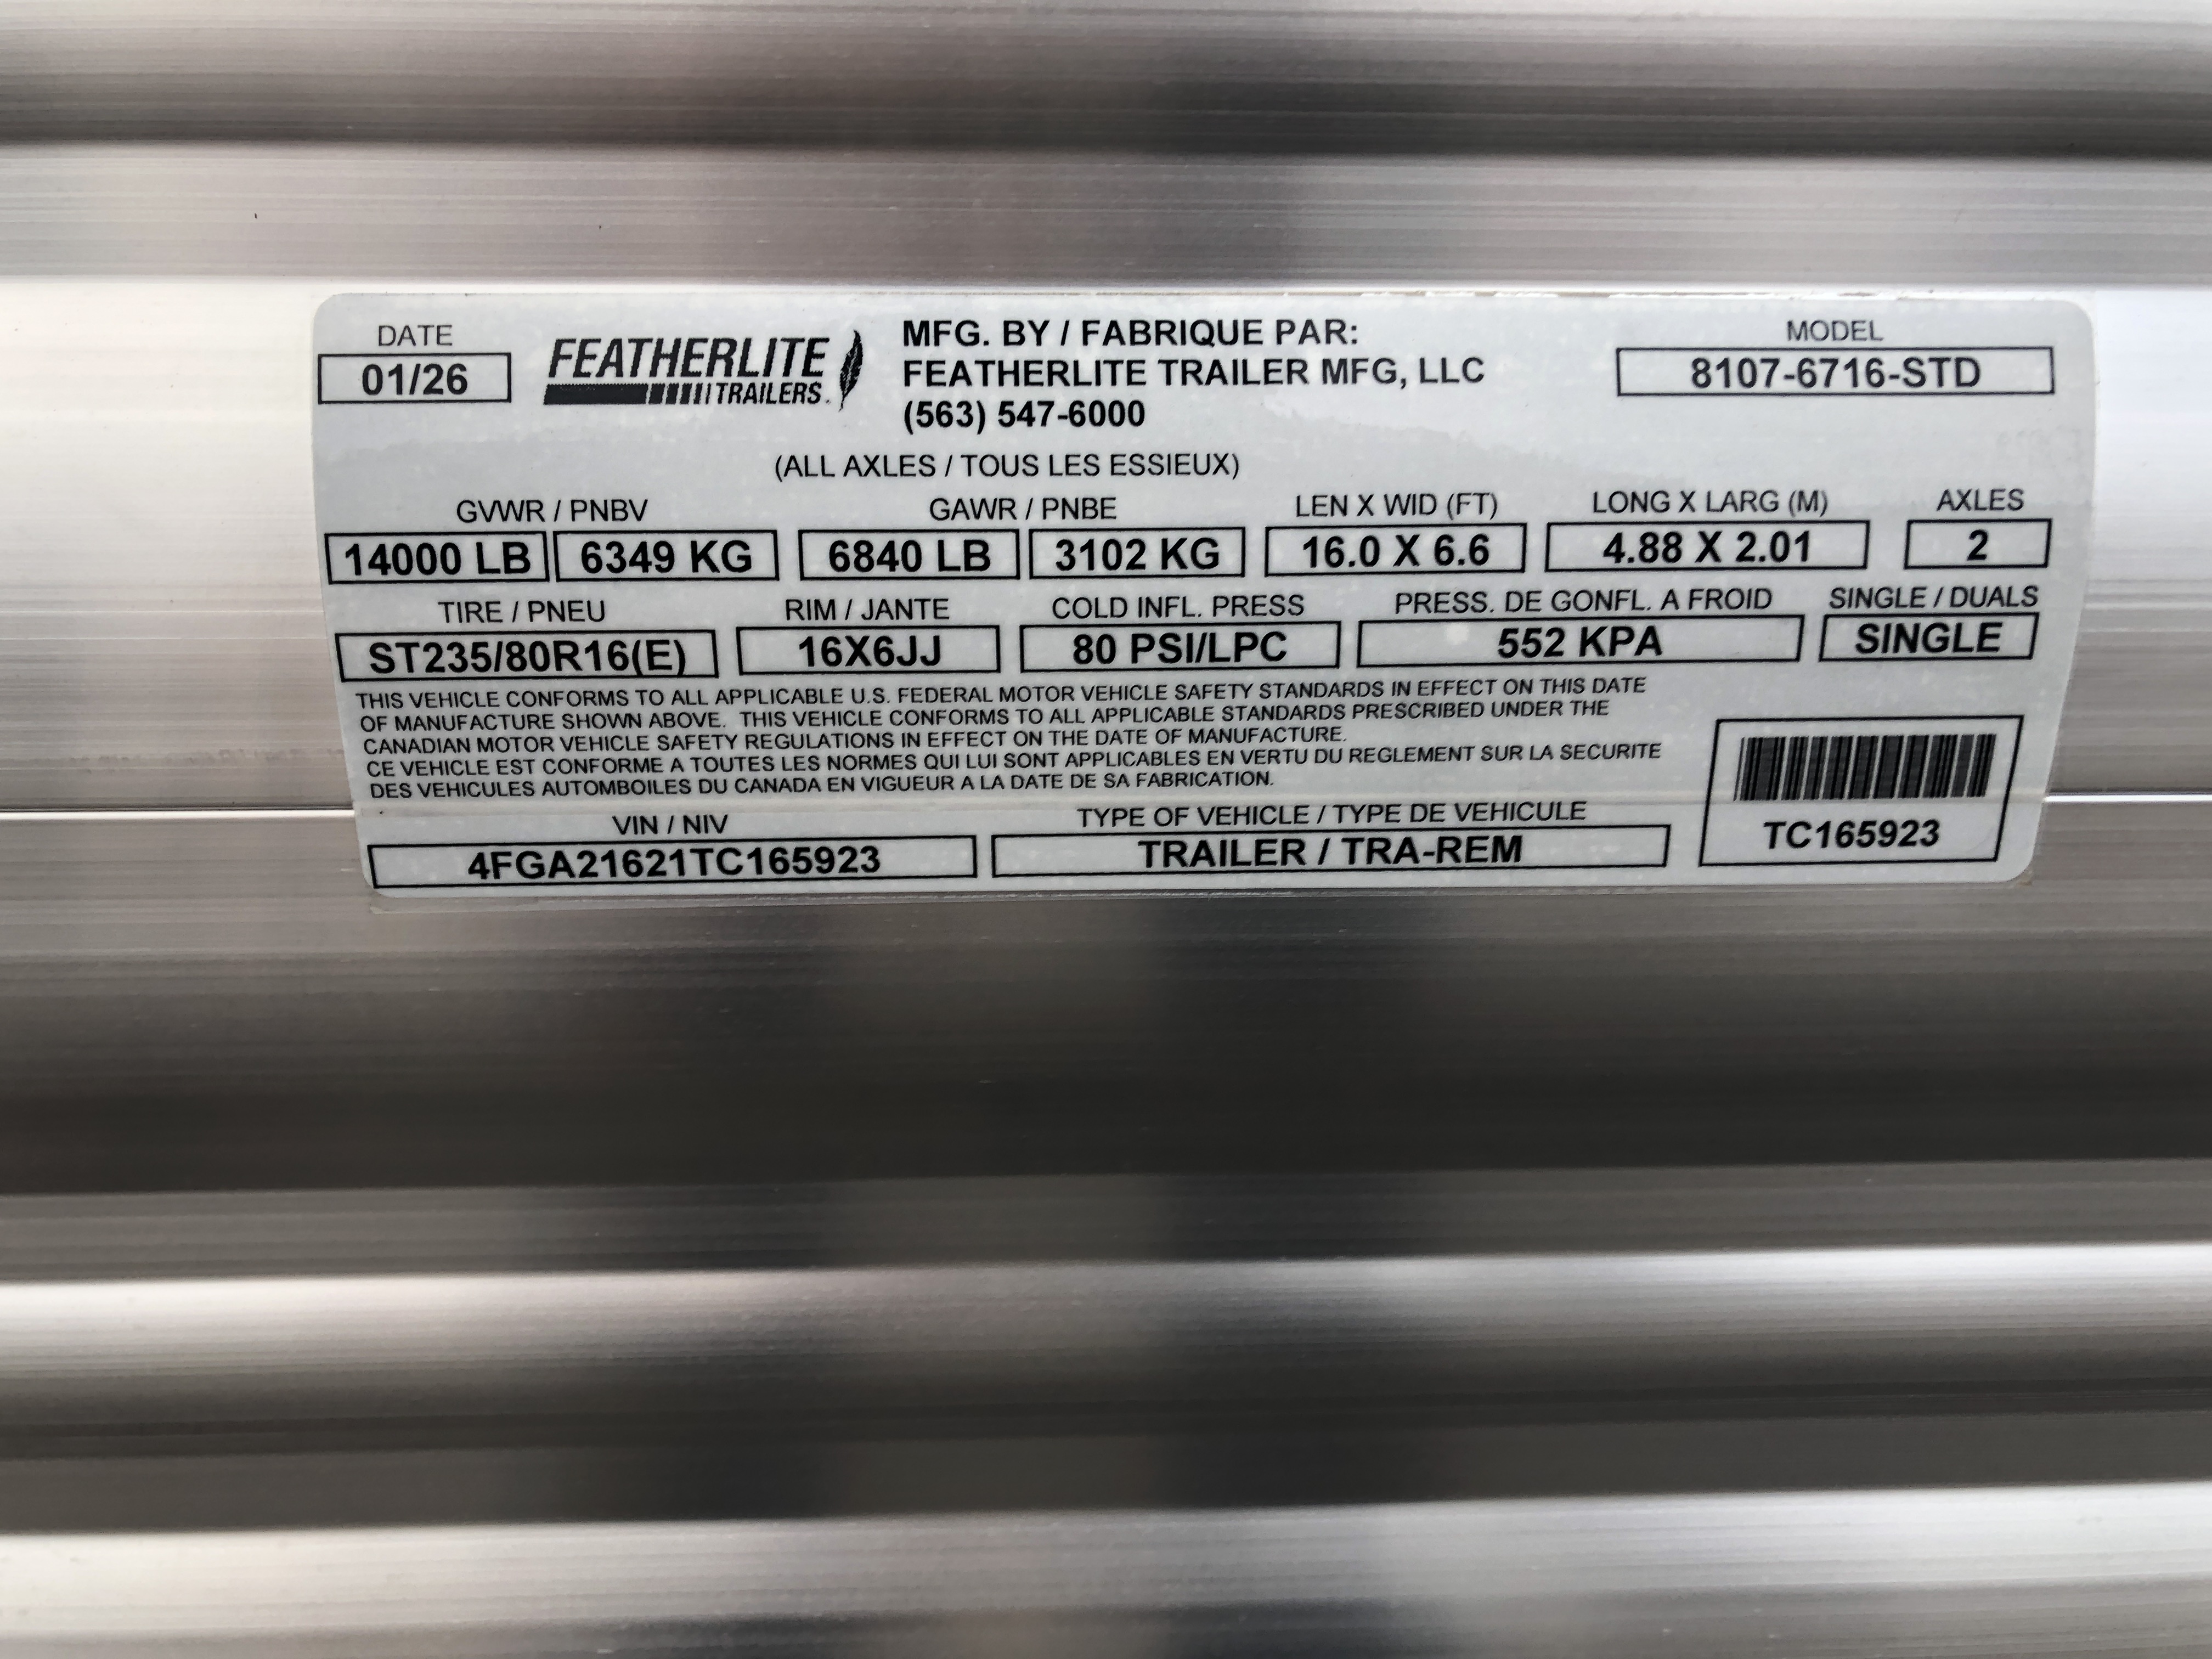 DATE
01/26
FEATHERLITE
TRAILERS.
MFG. BY / FABRIQUE PAR:
FEATHERLITE TRAILER MFG, LLC
(563) 547-6000
MODEL
8107-6716-STD
(ALL AXLES / TOUS LES ESSIEUX)
GVWR / PNBV GAWR / PNBE LEN X WID (FT) LONG X LARG (M) AXLES
14000 LB 6349 KG 6840 LB 3102 KG 16.0 X 6.6 4.88 X 2.01 2
TIRE / PNEU RIM / JANTE COLD INFL. PRESS PRESS. DE GONFL. A FROID SINGLE / DUALS
ST235/80R16(E) 16X6JJ 80 PSI/LPC 552 KPA SINGLE
THIS VEHICLE CONFORMS TO ALL APPLICABLE U.S. FEDERAL MOTOR VEHICLE SAFETY STANDARDS IN EFFECT ON THIS DATE
OF MANUFACTURE SHOWN ABOVE. THIS VEHICLE CONFORMS TO ALL APPLICABLE STANDARDS PRESCRIBED UNDER THE
CANADIAN MOTOR VEHICLE SAFETY REGULATIONS IN EFFECT ON THE DATE OF MANUFACTURE.
CE VEHICLE EST CONFORME A TOUTES LES NORMES QUI LUI SONT APPLICABLES EN VERTU DU REGLEMENT SUR LA SECURITE
DES VEHICULES AUTOMBOILES DU CANADA EN VIGUEUR A LA DATE DE SA FABRICATION.
VIN / NIV TYPE OF VEHICLE / TYPE DE VEHICULE
4FGA21621TC165923 TRAILER / TRA-REM
TC165923